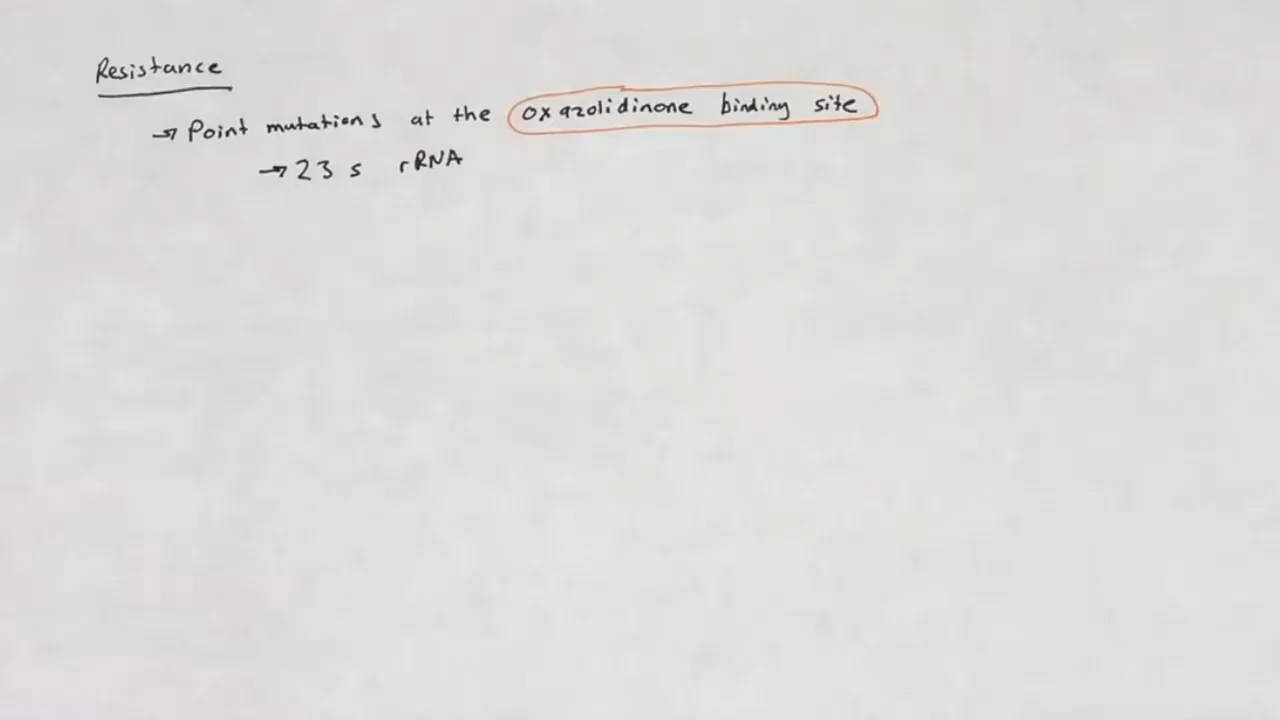 Resistance
→ Point mutations at the oxazolidinone binding site
→ 23 s rRNA